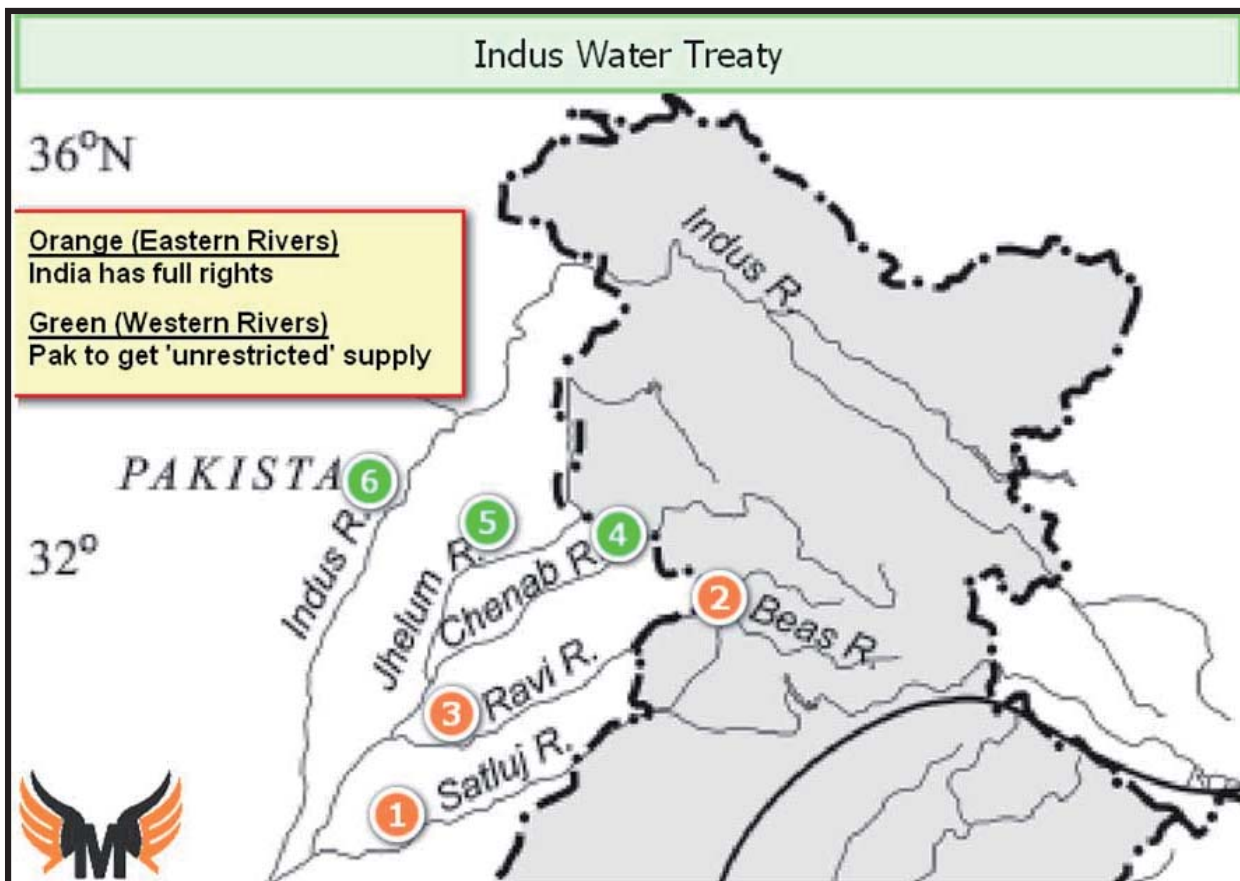 Indus Water Treaty
36°N
Orange (Eastern Rivers)
India has full rights
Green (Western Rivers)
Pak to get 'unrestricted' supply
Indus R.
PAKISTA
6
5
4
32°
Indus R.
Jhelum R.
Chenab R.
2
Beas R.
3
Ravi R.
1
Satluj R.
M